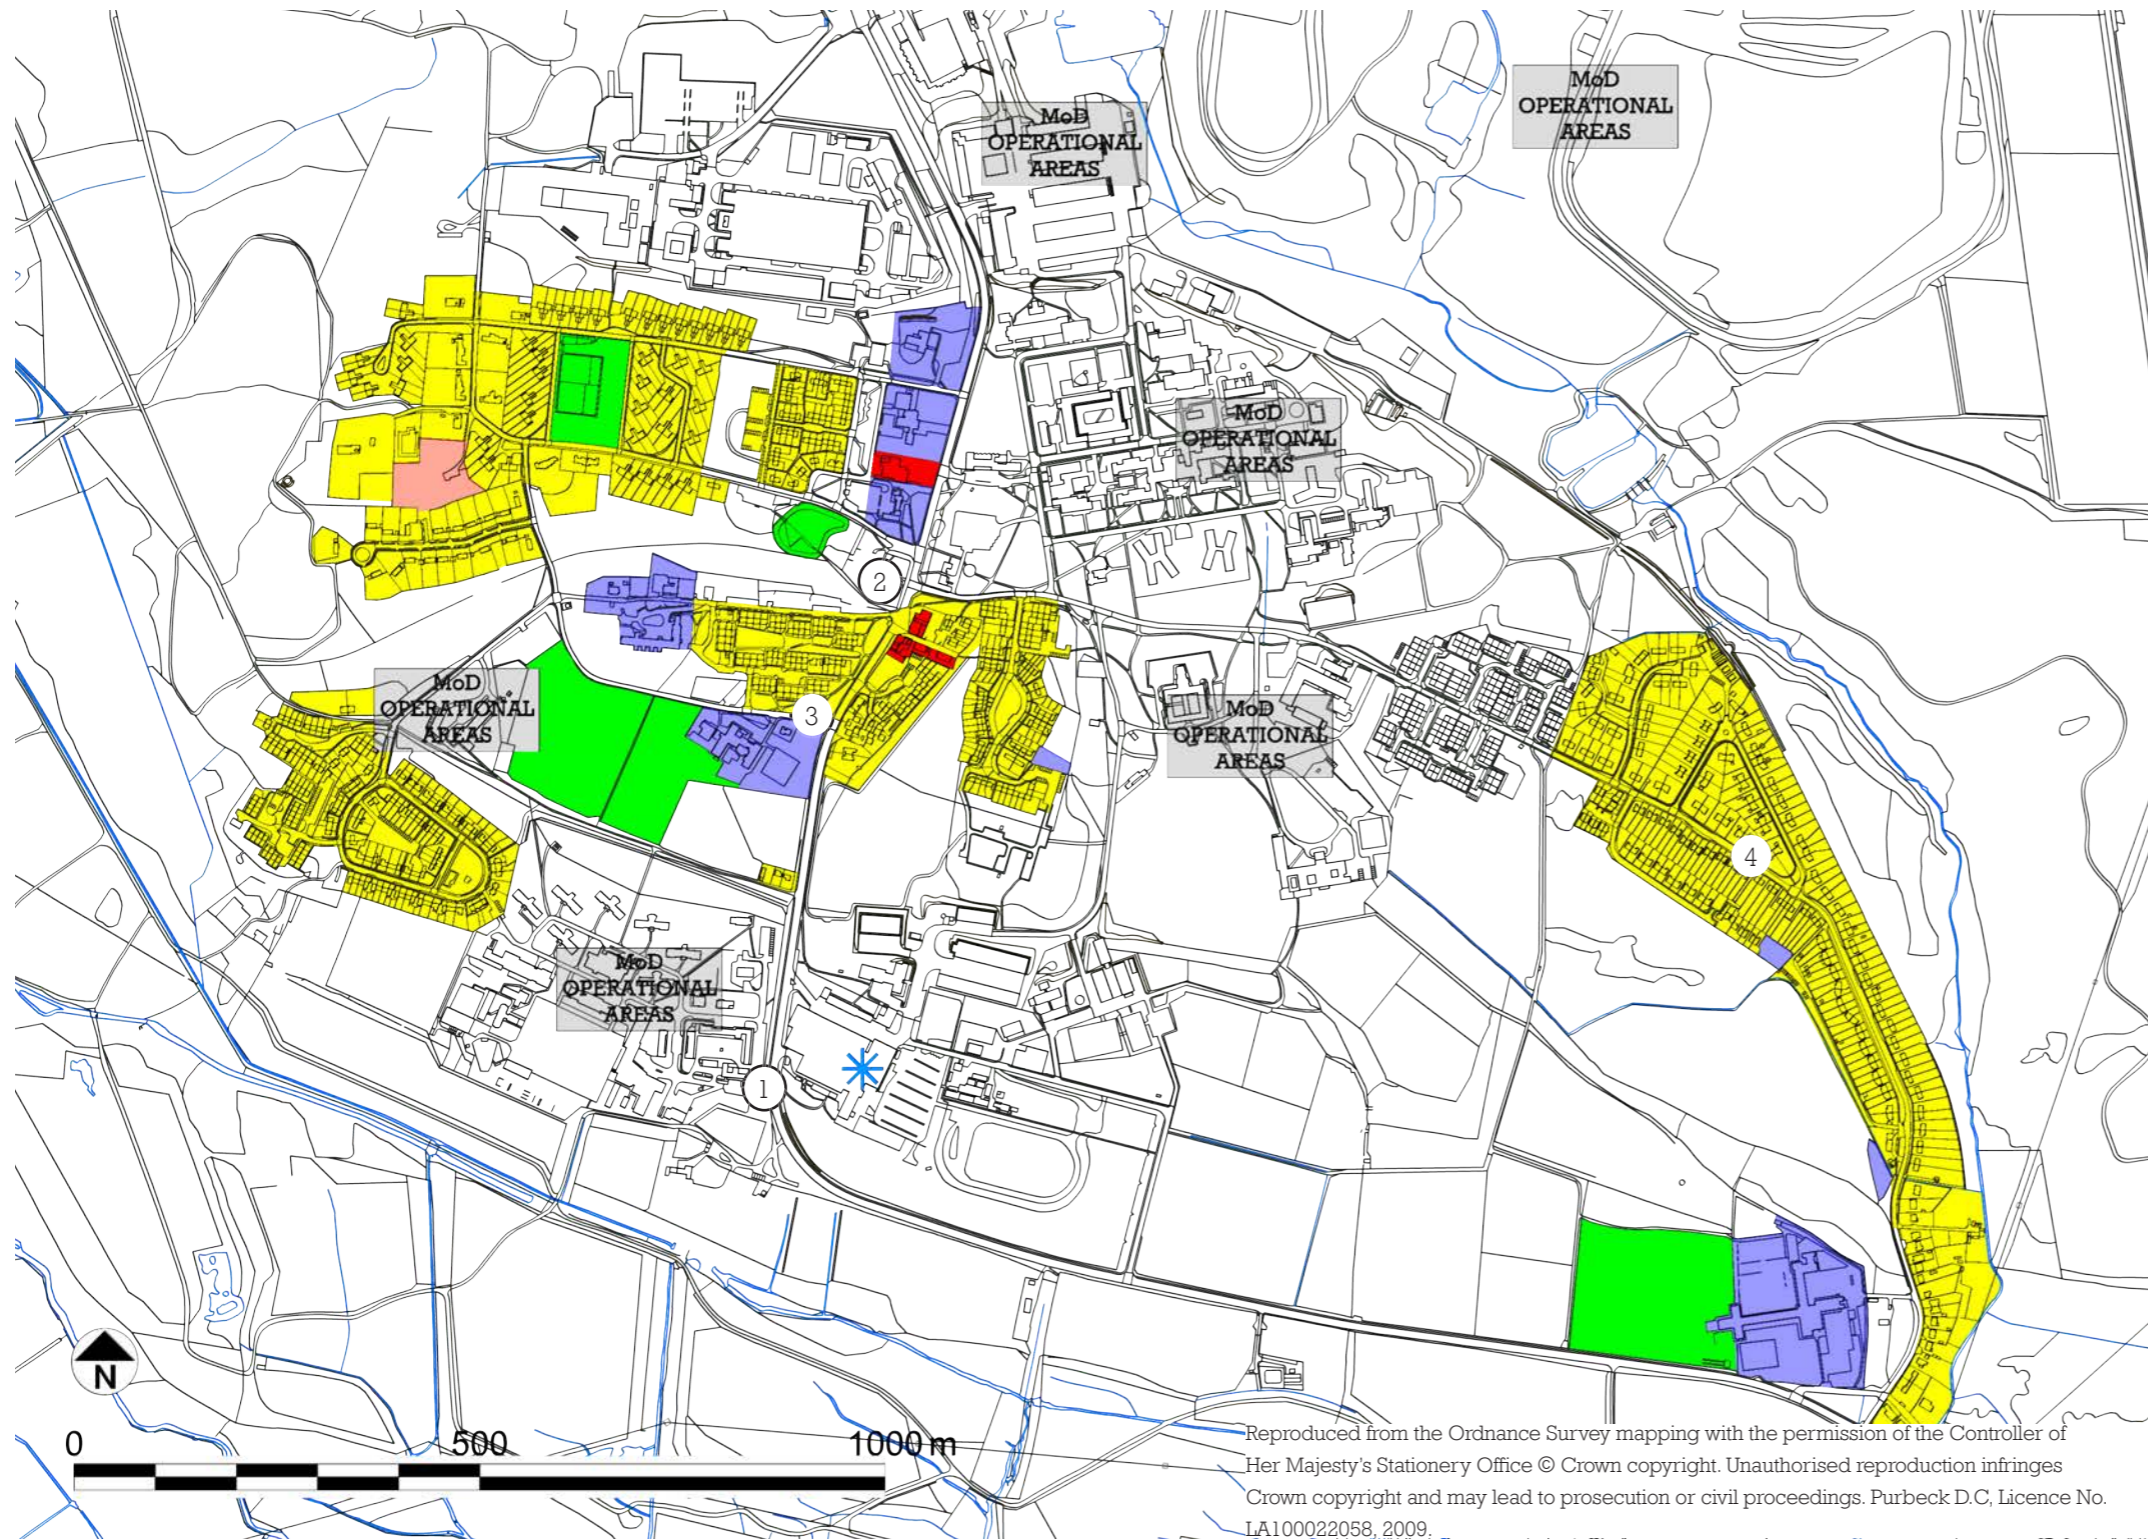 MoD
OPERATIONAL
AREAS
MoD
OPERATIONAL
AREAS
MoD
OPERATIONAL
AREAS
2
MoD
OPERATIONAL
AREAS
3
MoD
OPERATIONAL
AREAS
4
MoD
OPERATIONAL
AREAS
1
N
0 500 1000 m
Reproduced from the Ordnance Survey mapping with the permission of the Controller of
Her Majesty's Stationery Office © Crown copyright. Unauthorised reproduction infringes
Crown copyright and may lead to prosecution or civil proceedings. Purbeck D.C, Licence No.
LA100022058, 2009.